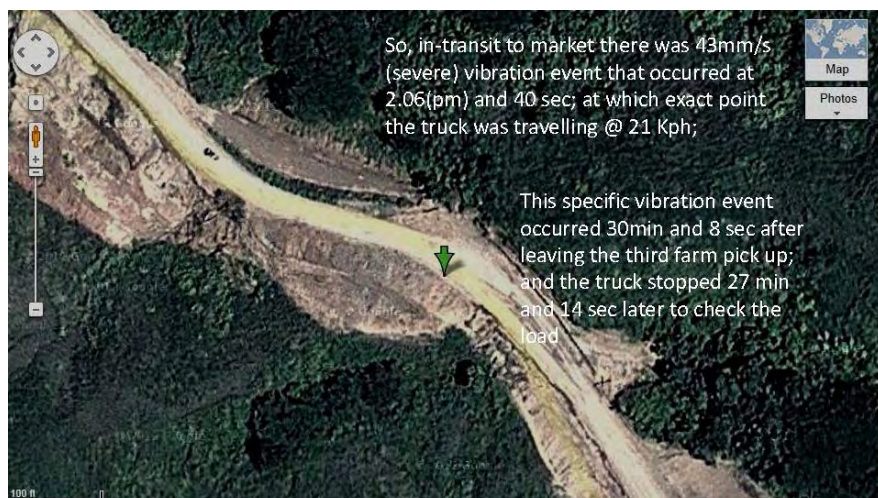 So, in-transit to market there was 43mm/s
(severe) vibration event that occurred at
2.06(pm) and 40 sec; at which exact point
the truck was travelling @ 21 Kph;
Map
Photos
This specific vibration event
occurred 30min and 8 sec after
leaving the third farm pick up;
and the truck stopped 27 min
and 14 sec later to check the
load
100 ft